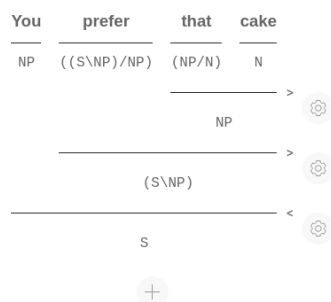 You prefer that cake
NP ((S\NP)/NP) (NP/N) N
>
NP
>
(S\NP)
<
S